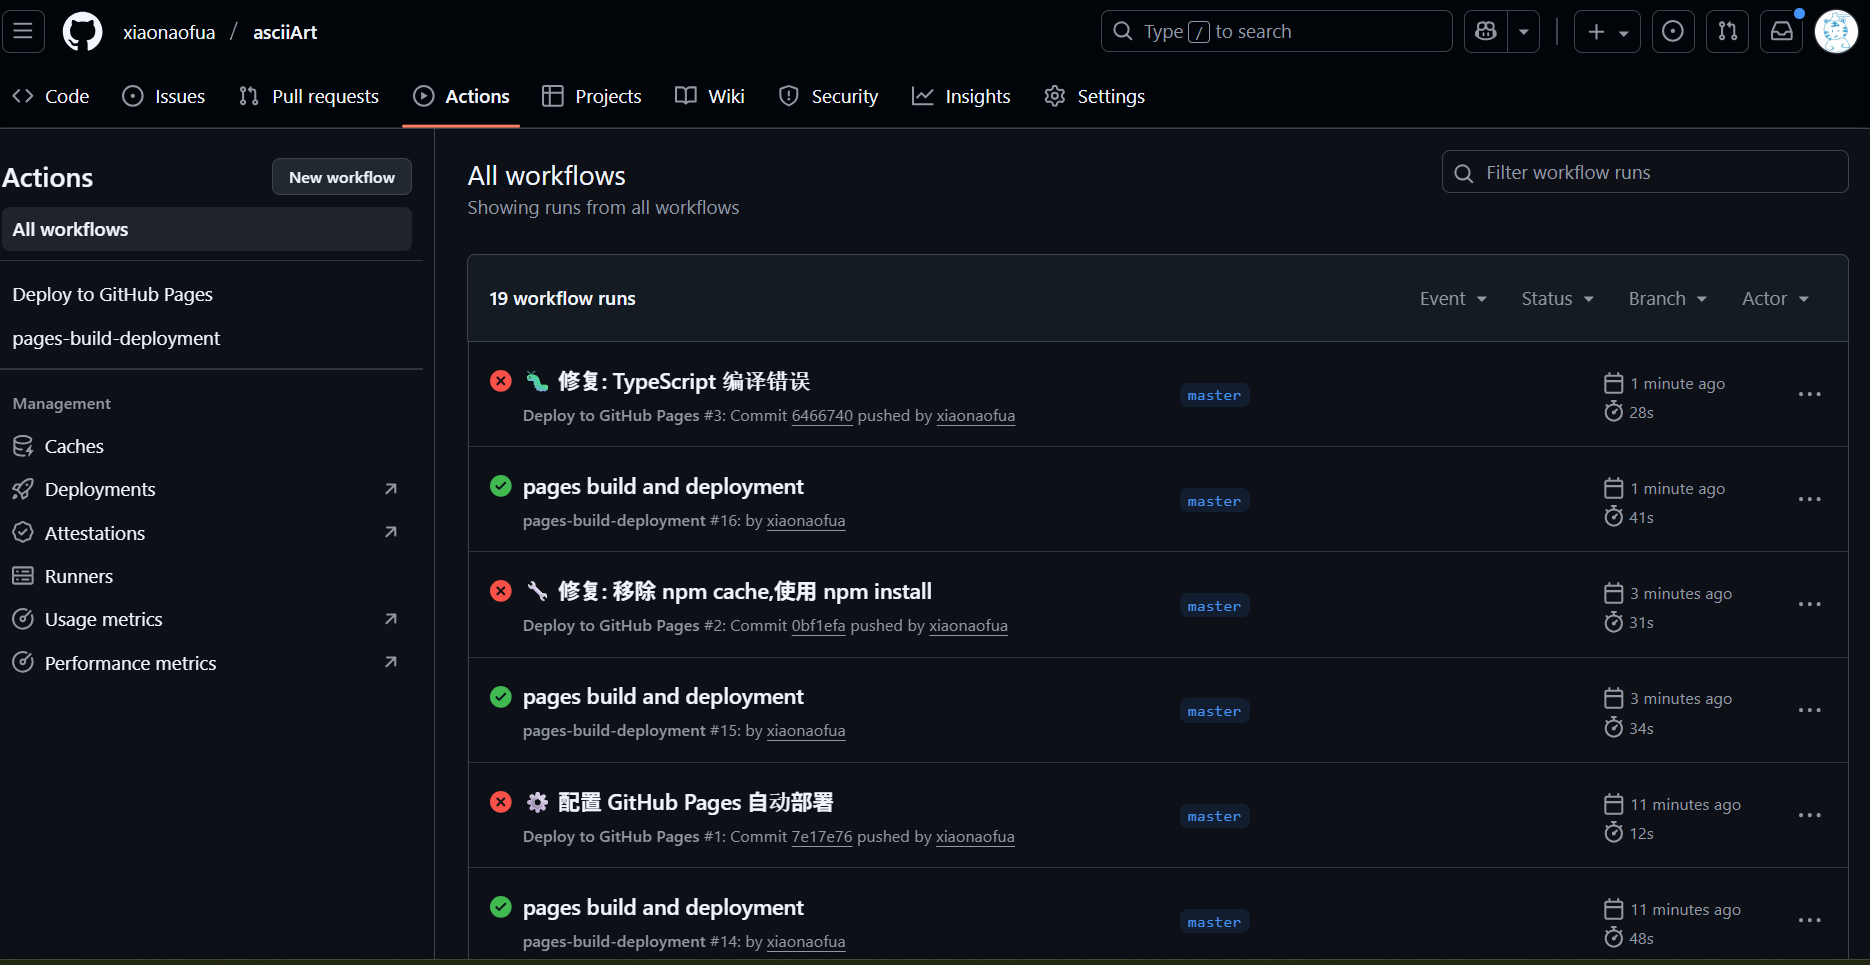 xiaonaofua / asciiArt
Type / to search
Code Issues Pull requests Actions Projects Wiki Security Insights Settings
Actions
New workflow
All workflows
Deploy to GitHub Pages
pages-build-deployment
Management
Caches
Deployments
Attestations
Runners
Usage metrics
Performance metrics
All workflows
Showing runs from all workflows
Filter workflow runs
19 workflow runs
Event Status Branch Actor
修复: TypeScript 编译错误
Deploy to GitHub Pages #3: Commit 6466740 pushed by xiaonaofua
master
1 minute ago
28s
pages build and deployment
pages-build-deployment #16: by xiaonaofua
master
1 minute ago
41s
修复: 移除 npm cache,使用 npm install
Deploy to GitHub Pages #2: Commit 0bf1efa pushed by xiaonaofua
master
3 minutes ago
31s
pages build and deployment
pages-build-deployment #15: by xiaonaofua
master
3 minutes ago
34s
配置 GitHub Pages 自动部署
Deploy to GitHub Pages #1: Commit 7e17e76 pushed by xiaonaofua
master
11 minutes ago
12s
pages build and deployment
pages-build-deployment #14: by xiaonaofua
master
11 minutes ago
48s